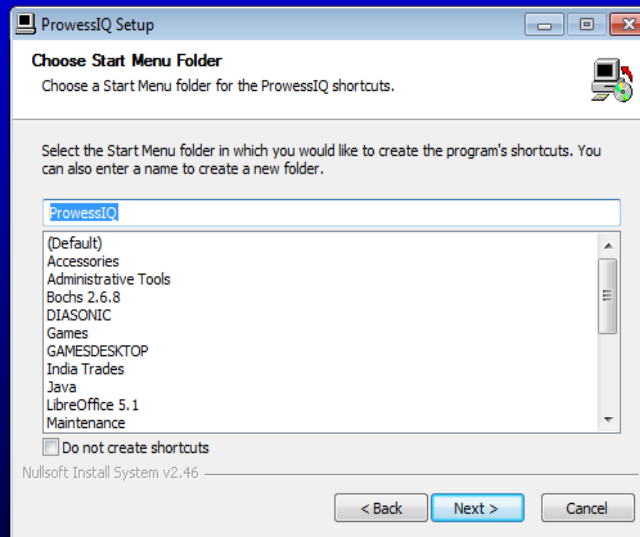 ProwessIQ Setup
Choose Start Menu Folder
Choose a Start Menu folder for the ProwessIQ shortcuts.
Select the Start Menu folder in which you would like to create the program's shortcuts. You
can also enter a name to create a new folder.
ProwessIQ
(Default)
Accessories
Administrative Tools
Bochs 2.6.8
DIASONIC
Games
GAMESDESKTOP
India Trades
Java
LibreOffice 5.1
Maintenance
Do not create shortcuts
Nullsoft Install System v2.46
< Back Next > Cancel